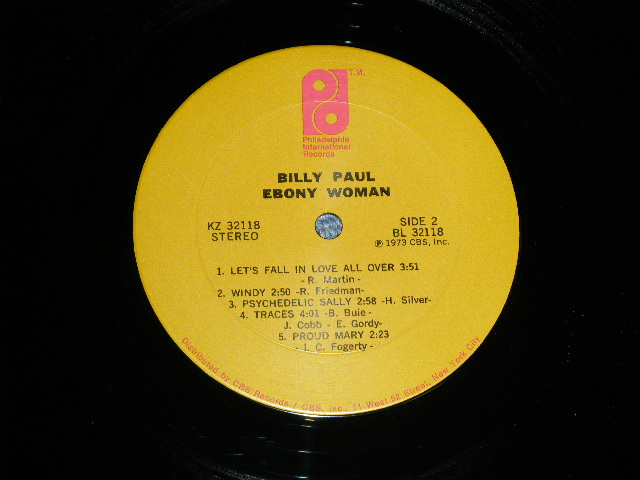 T.M.
Philadelphia
International
Records
BILLY PAUL
EBONY WOMAN
KZ 32118
STEREO
SIDE 2
BL 32118
Ⓟ 1973 CBS, Inc.
1. LET'S FALL IN LOVE ALL OVER 3:51
- R. Martin -
2. WINDY 2:50 -R. Friedman-
3. PSYCHEDELIC SALLY 2:58 -H. Silver-
4. TRACES 4:01 -B. Buie-
J. Cobb - E. Gordy-
5. PROUD MARY 2:23
- J. C. Fogerty -
Distributed by CBS Records / CBS, Inc., 51 West 52 Street, New York City